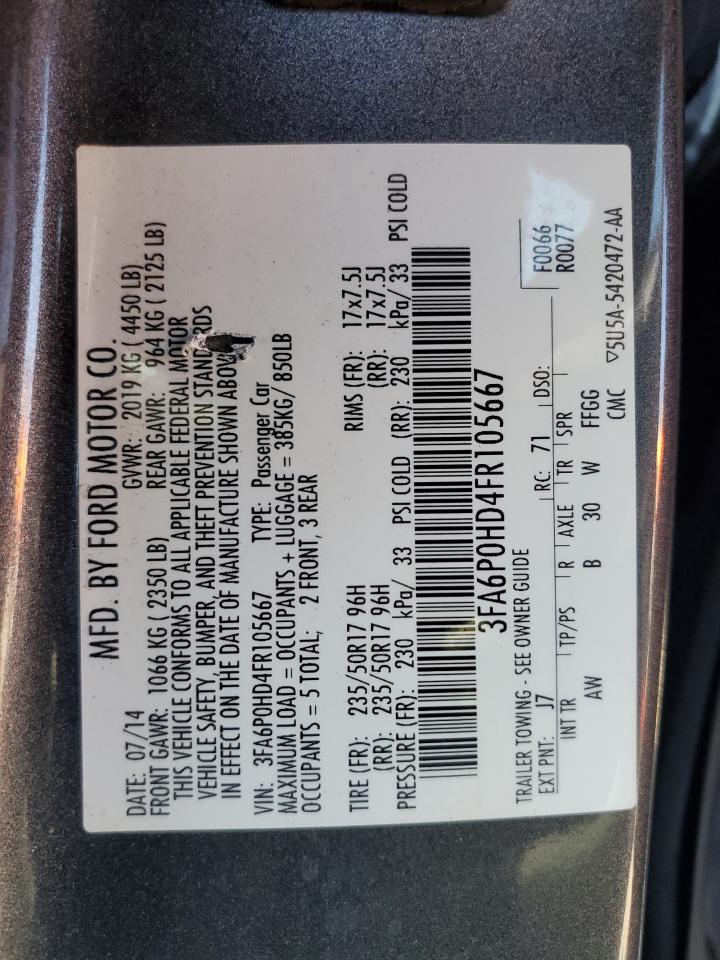 MFD. BY FORD MOTOR CO.
DATE: 07/14 GVWR: 2019 KG ( 4450 LB)
FRONT GAWR: 1066 KG ( 2350 LB) REAR GAWR: 964 KG ( 2125 LB)
THIS VEHICLE CONFORMS TO ALL APPLICABLE FEDERAL MOTOR
VEHICLE SAFETY, BUMPER, AND THEFT PREVENTION STANDARDS
IN EFFECT ON THE DATE OF MANUFACTURE SHOWN ABOVE
VIN: 3FA6P0HD4FR105667 TYPE: Passenger Car
MAXIMUM LOAD = OCCUPANTS + LUGGAGE = 385KG/ 850LB
OCCUPANTS = 5 TOTAL; 2 FRONT, 3 REAR
TIRE (FR): 235/50R17 96H RIMS (FR): 17x7.5J
(RR): 235/50R17 96H (RR): 17x7.5J
PRESSURE (FR): 230 kPa/ 33 PSI COLD (RR): 230 kPa/ 33 PSI COLD
3FA6P0HD4FR105667
TRAILER TOWING - SEE OWNER GUIDE F0066
EXT PNT: J7 RC: 71 DSO: R0077
INT TR TP/PS R AXLE TR SPR
AW B 30 W FFGG
CMC ▽5U5A-5420472-AA